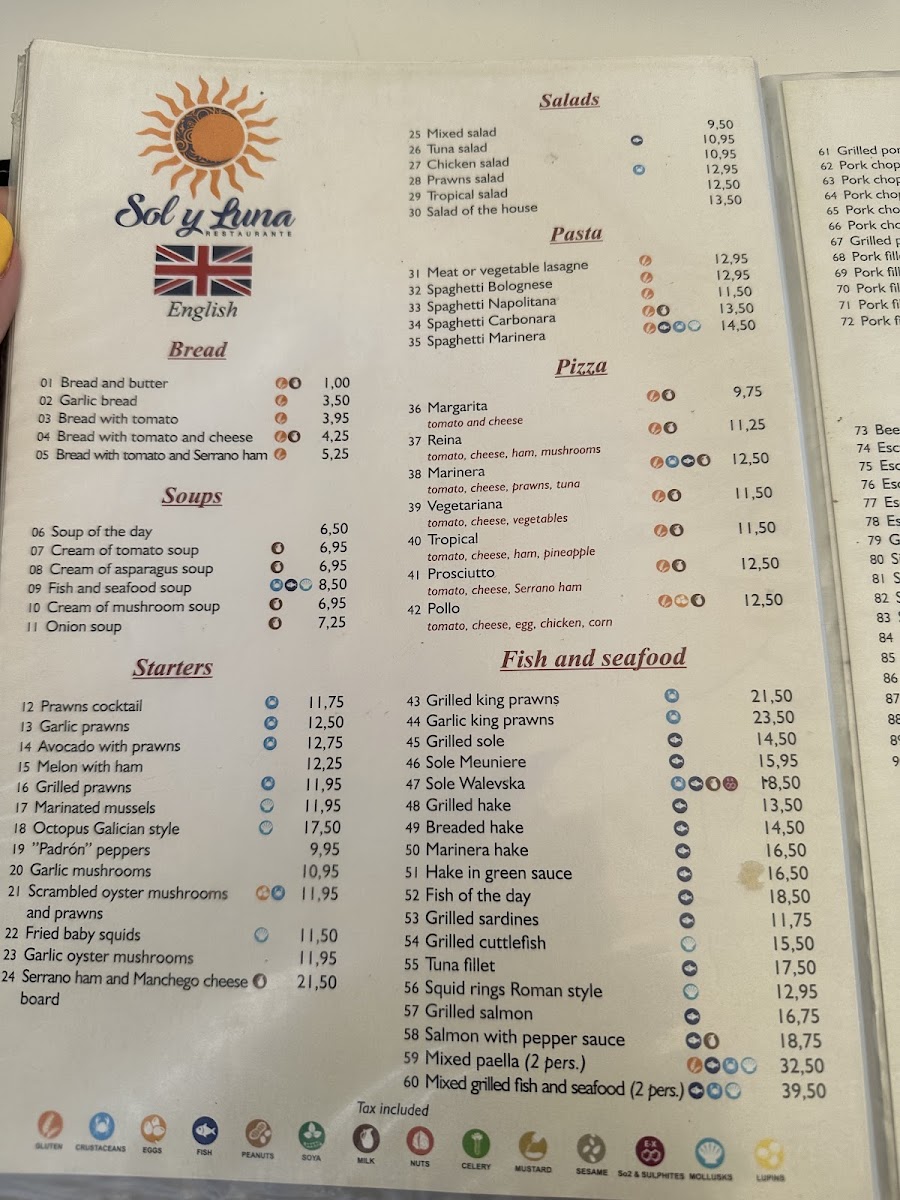 Sol y Luna
RESTAURANTE
English
Bread
01 Bread and butter 1,00
02 Garlic bread 3,50
03 Bread with tomato 3,95
04 Bread with tomato and cheese 4,25
05 Bread with tomato and Serrano ham 5,25
Soups
06 Soup of the day 6,50
07 Cream of tomato soup 6,95
08 Cream of asparagus soup 6,95
09 Fish and seafood soup 8,50
10 Cream of mushroom soup 6,95
11 Onion soup 7,25
Starters
12 Prawns cocktail 11,75
13 Garlic prawns 12,50
14 Avocado with prawns 12,75
15 Melon with ham 12,25
16 Grilled prawns 11,95
17 Marinated mussels 11,95
18 Octopus Galician style 17,50
19 "Padrón" peppers 9,95
20 Garlic mushrooms 10,95
21 Scrambled oyster mushrooms 11,95
and prawns
22 Fried baby squids 11,50
23 Garlic oyster mushrooms 11,95
24 Serrano ham and Manchego cheese 21,50
board
Salads
25 Mixed salad 9,50
26 Tuna salad 10,95
27 Chicken salad 10,95
28 Prawns salad 12,95
29 Tropical salad 12,50
30 Salad of the house 13,50
Pasta
31 Meat or vegetable lasagne 12,95
32 Spaghetti Bolognese 12,95
33 Spaghetti Napolitana 11,50
34 Spaghetti Carbonara 13,50
35 Spaghetti Marinera 14,50
Pizza
36 Margarita 9,75
tomato and cheese
37 Reina 11,25
tomato, cheese, ham, mushrooms
38 Marinera 12,50
tomato, cheese, prawns, tuna
39 Vegetariana 11,50
tomato, cheese, vegetables
40 Tropical 11,50
tomato, cheese, ham, pineapple
41 Prosciutto 12,50
tomato, cheese, Serrano ham
42 Pollo 12,50
tomato, cheese, egg, chicken, corn
Fish and seafood
43 Grilled king prawns 21,50
44 Garlic king prawns 23,50
45 Grilled sole 14,50
46 Sole Meuniere 15,95
47 Sole Walevska 18,50
48 Grilled hake 13,50
49 Breaded hake 14,50
50 Marinera hake 16,50
51 Hake in green sauce 16,50
52 Fish of the day 18,50
53 Grilled sardines 11,75
54 Grilled cuttlefish 15,50
55 Tuna fillet 17,50
56 Squid rings Roman style 12,95
57 Grilled salmon 16,75
58 Salmon with pepper sauce 18,75
59 Mixed paella (2 pers.) 32,50
60 Mixed grilled fish and seafood (2 pers.) 39,50
Tax included
GLUTEN CRUSTACEANS EGGS FISH PEANUTS SOYA MILK NUTS CELERY MUSTARD SESAME E-X So2 & SULPHITES MOLLUSKS LUPINS
61 Grilled por
62 Pork chop
63 Pork chop
64 Pork chop
65 Pork cho
66 Pork cho
67 Grilled p
68 Pork fill
69 Pork fil
70 Pork fil
71 Pork fi
72 Pork f
73 Bee
74 Esc
75 Esc
76 Esc
77 Es
78 Es
79 G
80 Si
81 S
82 S
83
84
85
86
87
88